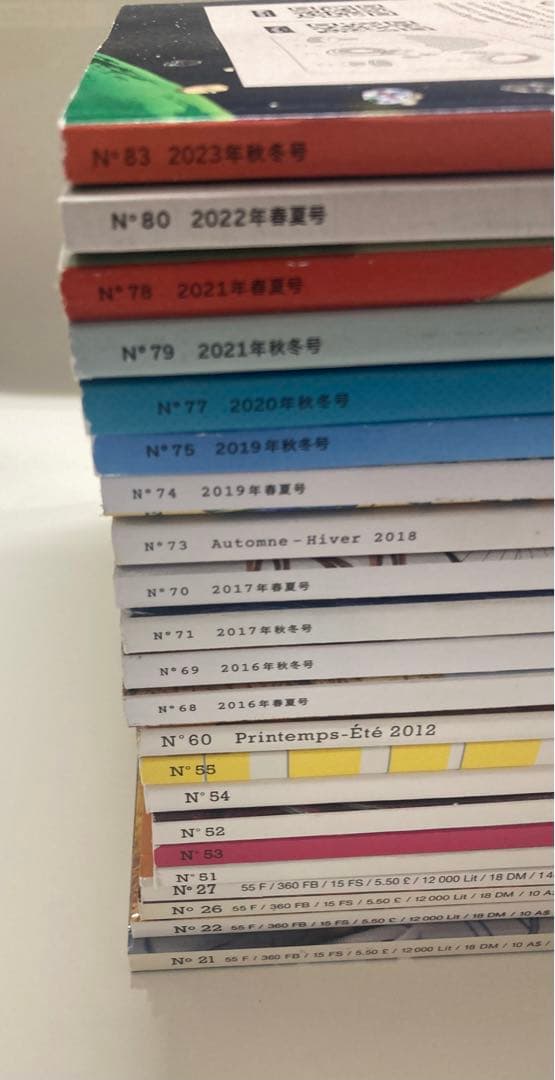 N° 83 2023年秋冬号
N° 80 2022年春夏号
N° 78 2021年春夏号
N° 79 2021年秋冬号
N° 77 2020年秋冬号
N° 75 2019年秋冬号
N° 74 2019年春夏号
N° 73 Automne-Hiver 2018
N° 70 2017年春夏号
N° 71 2017年秋冬号
N° 69 2016年秋冬号
N° 68 2016年春夏号
N° 60 Printemps-Été 2012
N° 55
N° 54
N° 52
N° 53
N° 51
N° 27 55 F / 360 FB / 15 FS / 5.50 £ / 12 000 Lit / 18 DM / 14
No 26 55 F / 360 FB / 15 FS / 5.50 £ / 12 000 Lit / 18 DM / 10 A
No 22 55 F / 360 FB / 15 FS / 5.50 £ / 12 000 Lit / 18 DM / 10 A$
No 21 55 F / 360 FB / 15 FS / 5.50 £ / 12 000 Lit / 18 DM / 10 A$ /